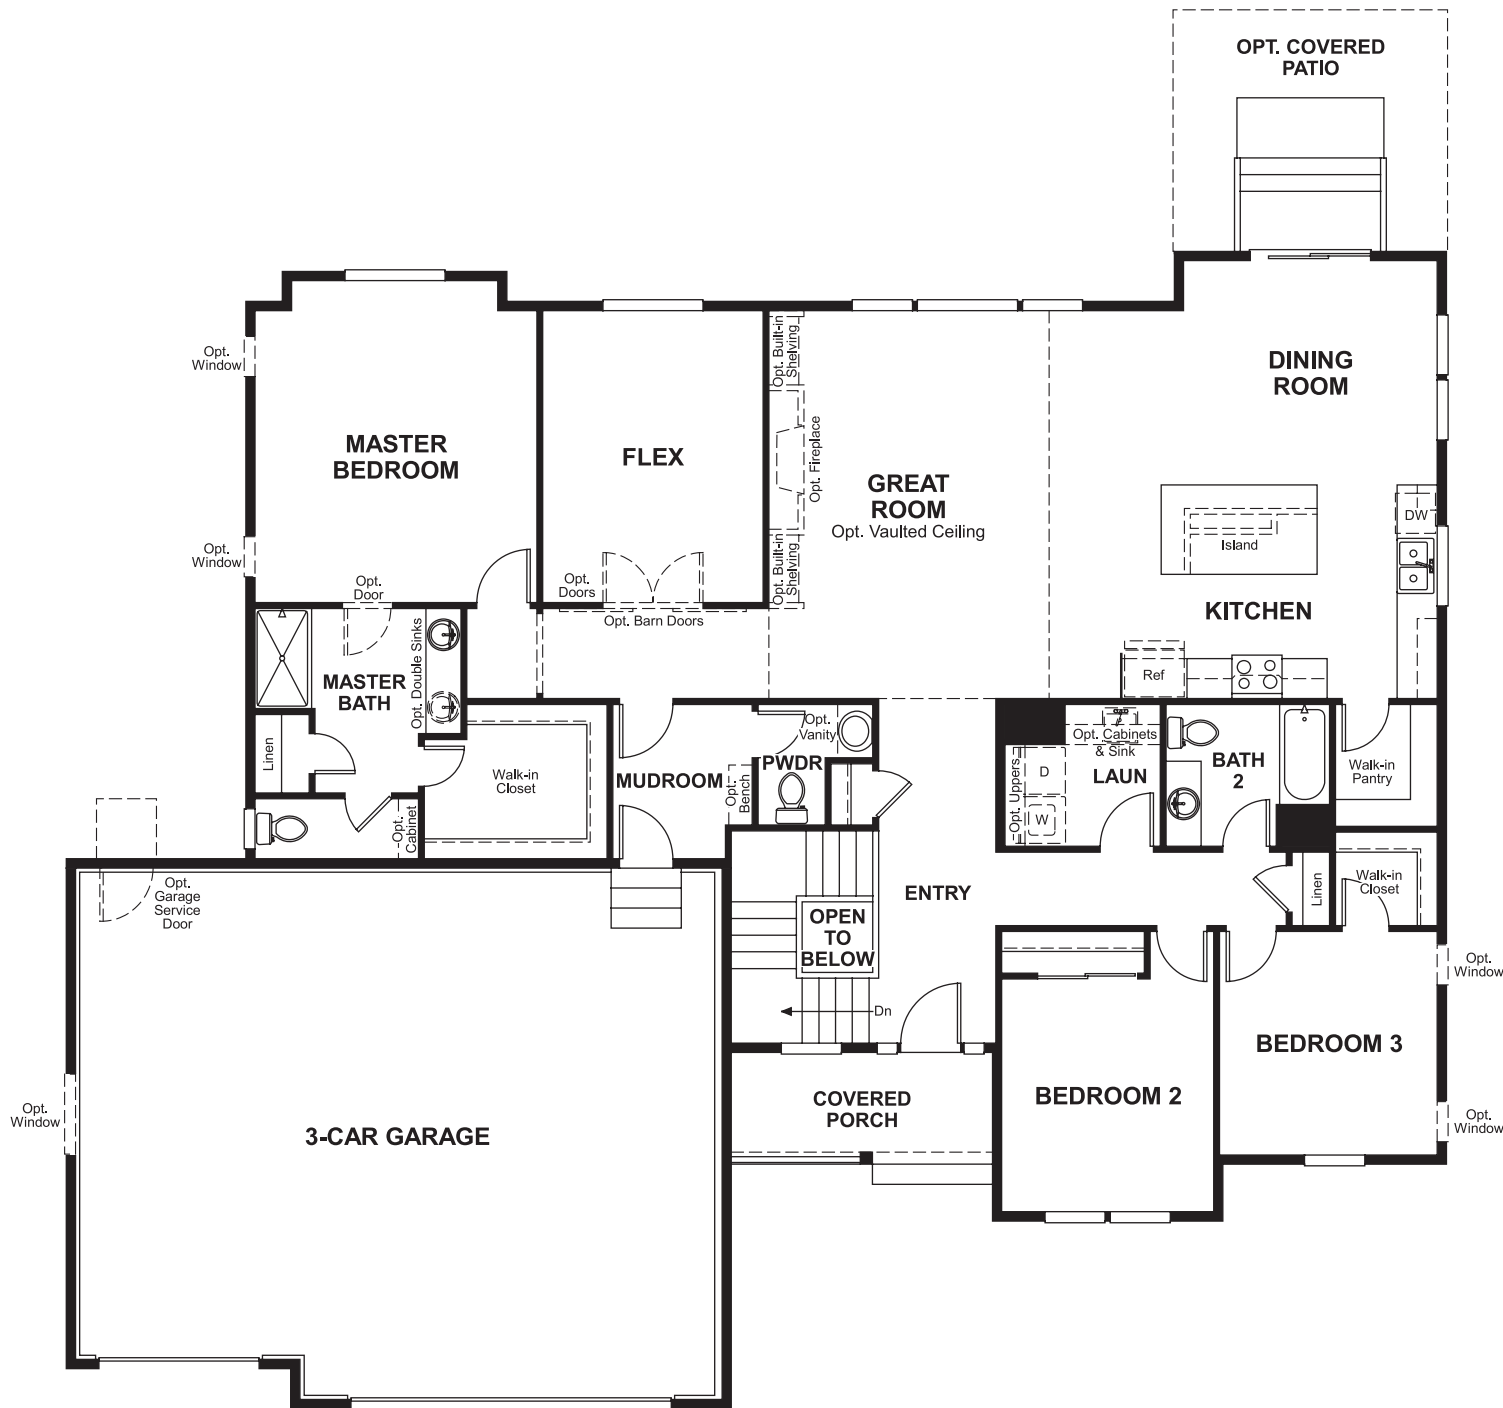 OPT. COVERED
PATIO
Opt.
Window
MASTER
BEDROOM
FLEX
Opt. Built-in
Shelving
Opt. Fireplace
GREAT
ROOM
Opt. Vaulted Ceiling
DINING
ROOM
DW
Island
Opt.
Window
Opt.
Door
Opt.
Doors
Opt. Built-in
Shelving
Opt. Barn Doors
KITCHEN
Opt. Double Sinks
MASTER
BATH
Ref
Linen
Walk-in
Closet
MUDROOM
Opt.
Bench
PWDR
Opt.
Vanity
Opt. Cabinets
& Sink
Opt. Uppers
D
W
LAUN
BATH
2
Walk-in
Pantry
Opt.
Cabinet
Opt.
Garage
Service
Door
OPEN
TO
BELOW
ENTRY
Linen
Walk-in
Closet
Dn
Opt.
Window
BEDROOM 3
BEDROOM 2
COVERED
PORCH
Opt.
Window
3-CAR GARAGE
Opt.
Window